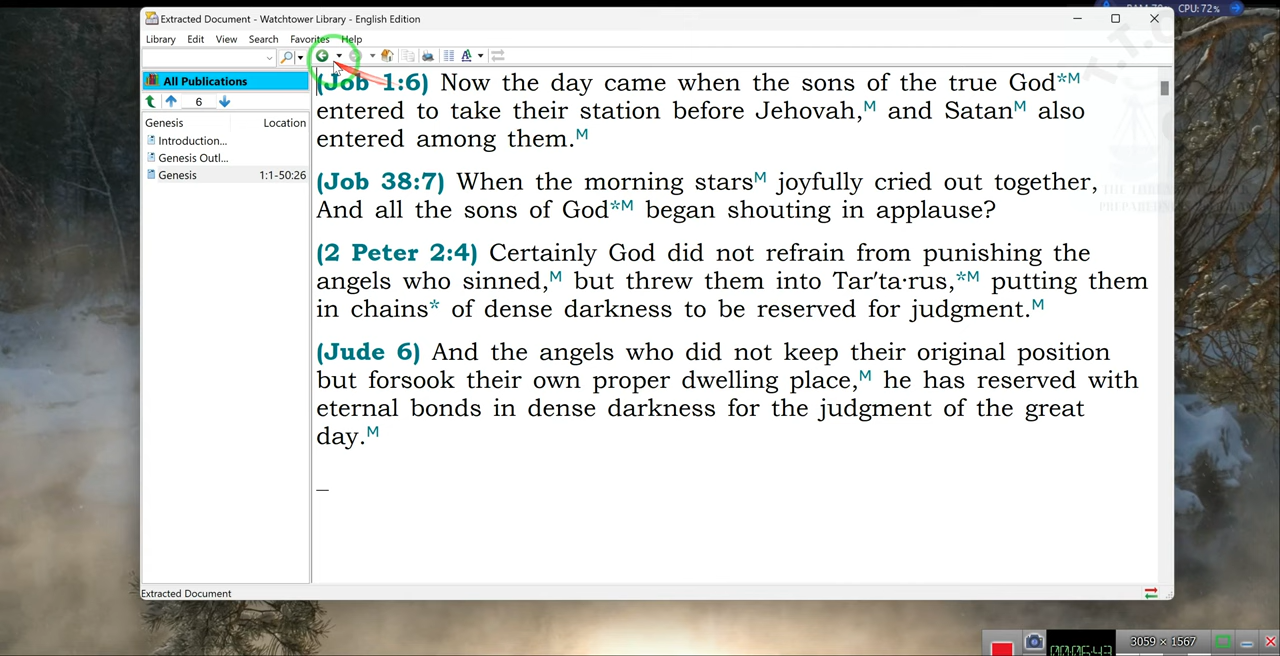 RAM:70% CPU:72%
Extracted Document - Watchtower Library - English Edition
Library Edit View Search Favorites Help
All Publications
6
Genesis Location
Introduction...
Genesis Outl...
Genesis 1:1-50:26
(Job 1:6) Now the day came when the sons of the true God*M
entered to take their station before Jehovah,M and SatanM also
entered among them.M
(Job 38:7) When the morning starsM joyfully cried out together,
And all the sons of God*M began shouting in applause?
(2 Peter 2:4) Certainly God did not refrain from punishing the
angels who sinned,M but threw them into Tarʹta·rus,*M putting them
in chains* of dense darkness to be reserved for judgment.M
(Jude 6) And the angels who did not keep their original position
but forsook their own proper dwelling place,M he has reserved with
eternal bonds in dense darkness for the judgment of the great
day.M
Extracted Document
00:06:43
3059 × 1567